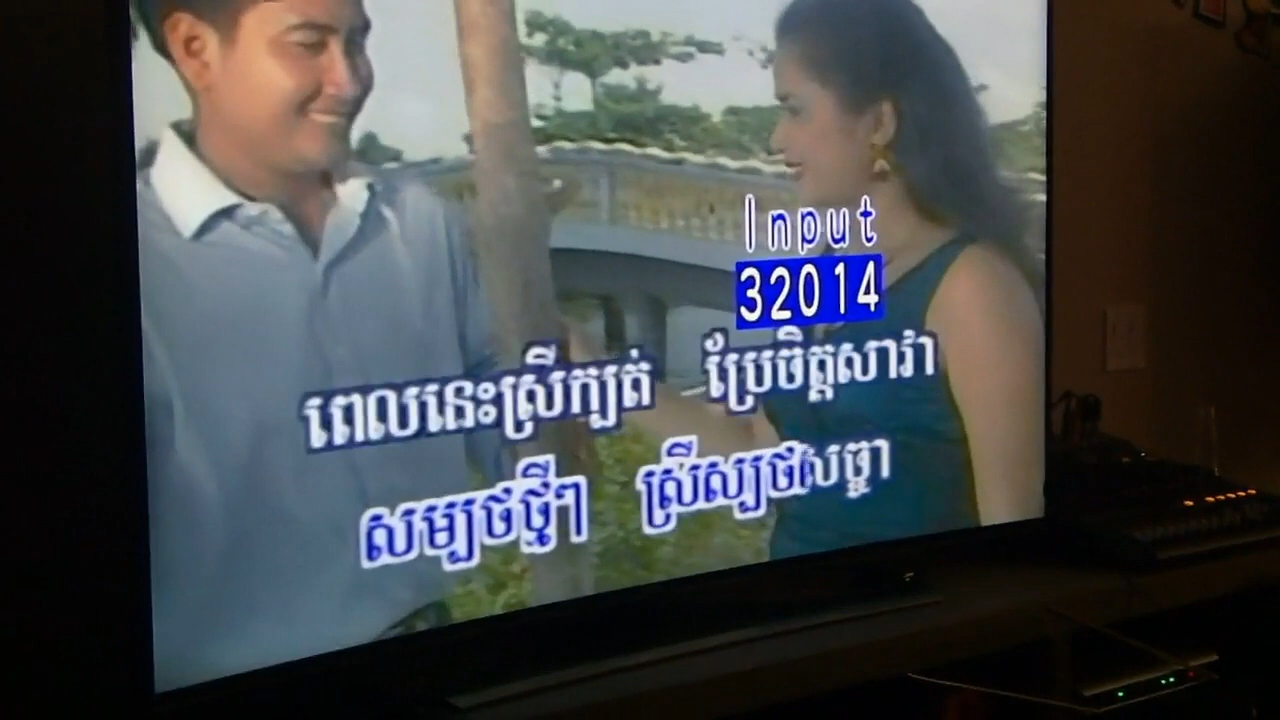 Input
32014
ពេលនេះស្រីក្បត់ ប្រែចិត្តសាវា
សម្បថថ្មីៗ ស្រីស្បថសច្ចា